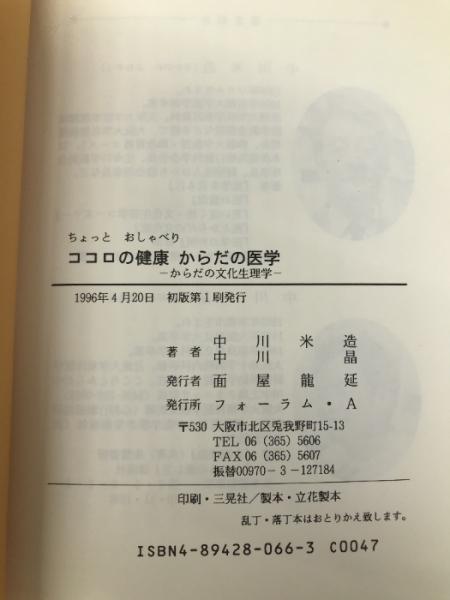 ちょっと おしゃべり
ココロの健康 からだの医学
－からだの文化生理学－
1996年4月20日 初版第1刷発行
著者 中川米造
中川晶
発行者 面屋龍延
発行所 フォーラム・A
〒530 大阪市北区兎我野町15-13
TEL 06 (365) 5606
FAX 06 (365) 5607
振替00970-3-127184
印刷・三晃社／製本・立花製本
乱丁・落丁本はおとりかえ致します。
ISBN4-89428-066-3 C0047